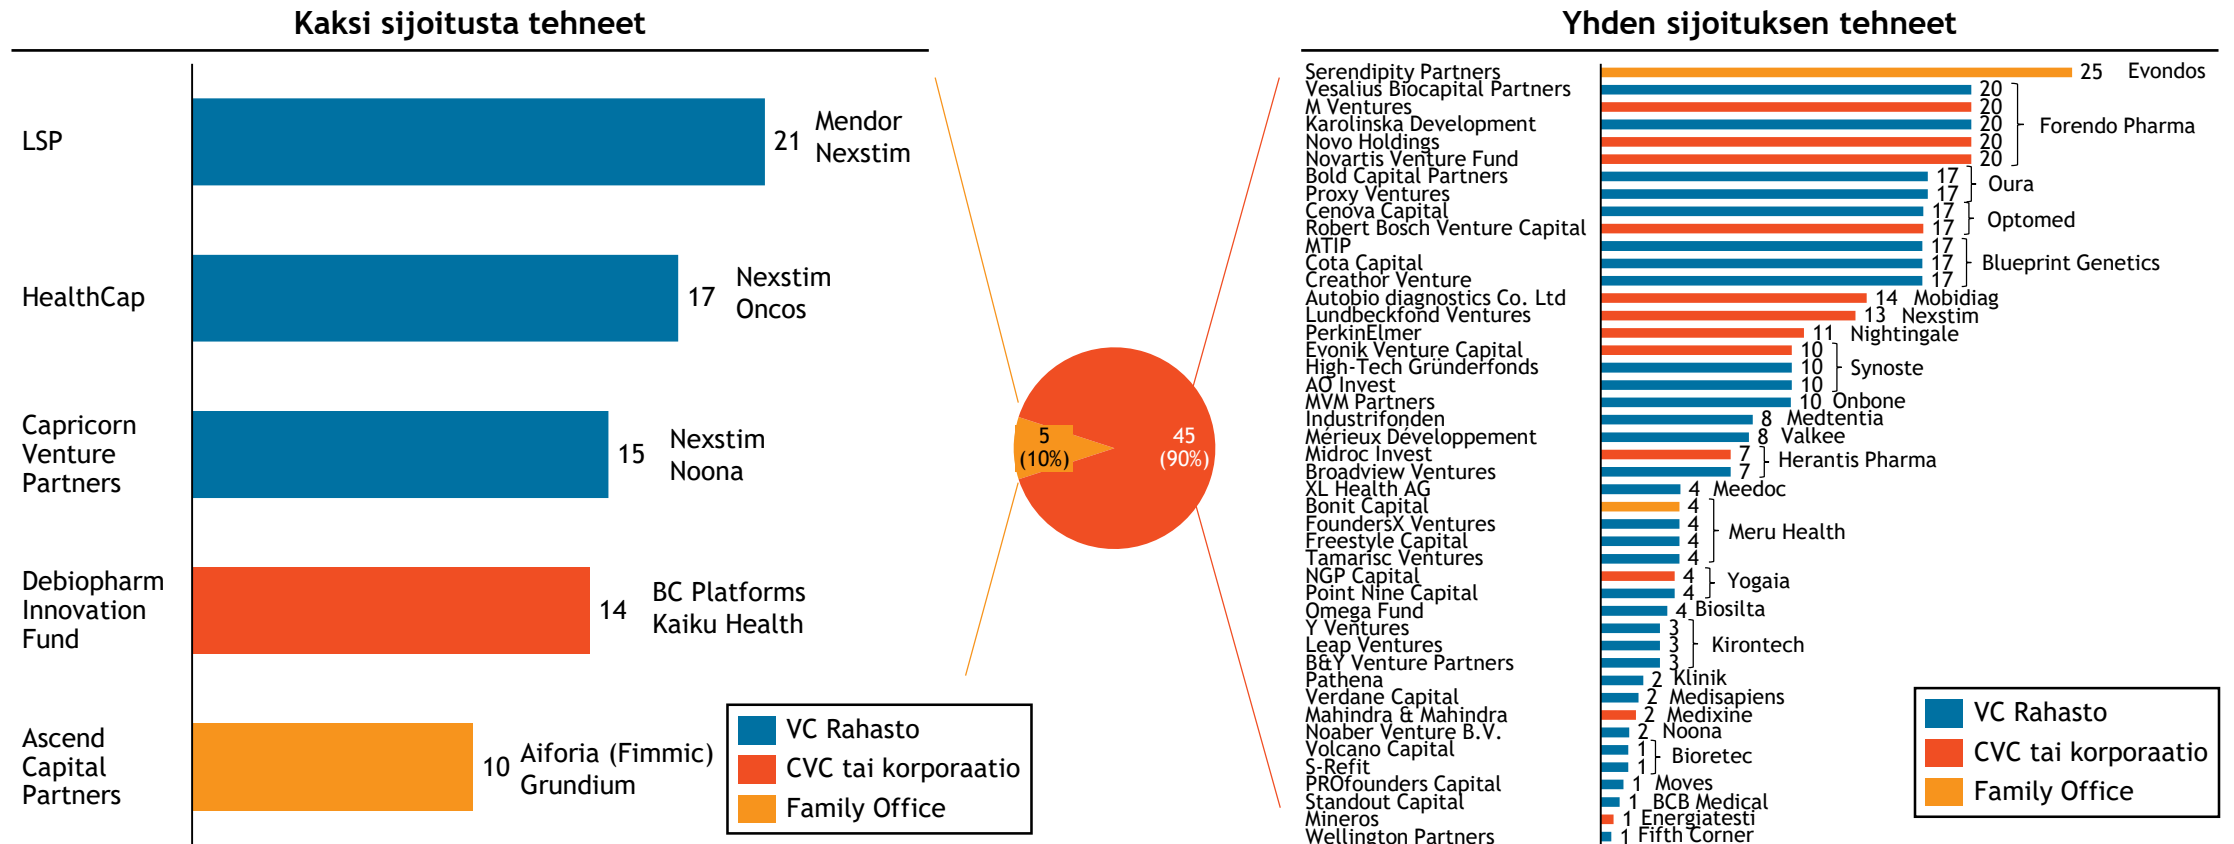 Kaksi sijoitusta tehneet
LSP
21
Mendor
Nexstim
HealthCap
17
Nexstim
Oncos
Capricorn
Venture
Partners
15
Nexstim
Noona
Debiopharm
Innovation
Fund
14
BC Platforms
Kaiku Health
Ascend
Capital
Partners
10
Aiforia (Fimmic)
Grundium
VC Rahasto
CVC tai korporaatio
Family Office
5
(10%)
45
(90%)
Yhden sijoituksen tehneet
Serendipity Partners 25 Evondos
Vesalius Biocapital Partners 20
M Ventures 20
Karolinska Development 20 Forendo Pharma
Novo Holdings 20
Novartis Venture Fund 20
Bold Capital Partners 17 Oura
Proxy Ventures 17
Cenova Capital 17 Optomed
Robert Bosch Venture Capital 17
MTIP 17
Cota Capital 17 Blueprint Genetics
Creathor Venture 17
Autobio diagnostics Co. Ltd 14 Mobidiag
Lundbeckfond Ventures 13 Nexstim
PerkinElmer 11 Nightingale
Evonik Venture Capital 10
High-Tech Gründerfonds 10 Synoste
AO Invest 10
MVM Partners 10 Onbone
Industrifonden 8 Medtentia
Mérieux Développement 8 Valkee
Midroc Invest 7 Herantis Pharma
Broadview Ventures 7
XL Health AG 4 Meedoc
Bonit Capital 4
FoundersX Ventures 4 Meru Health
Freestyle Capital 4
Tamarisc Ventures 4
NGP Capital 4 Yogaia
Point Nine Capital 4
Omega Fund 4 Biosilta
Y Ventures 3
Leap Ventures 3 Kirontech
B&Y Venture Partners 3
Pathena 2 Klinik
Verdane Capital 2 Medisapiens
Mahindra & Mahindra 2 Medixine
Noaber Venture B.V. 2 Noona
Volcano Capital 1 Bioretec
S-Refit 1
PROfounders Capital 1 Moves
Standout Capital 1 BCB Medical
Mineros 1 Energiatesti
Wellington Partners 1 Fifth Corner
VC Rahasto
CVC tai korporaatio
Family Office